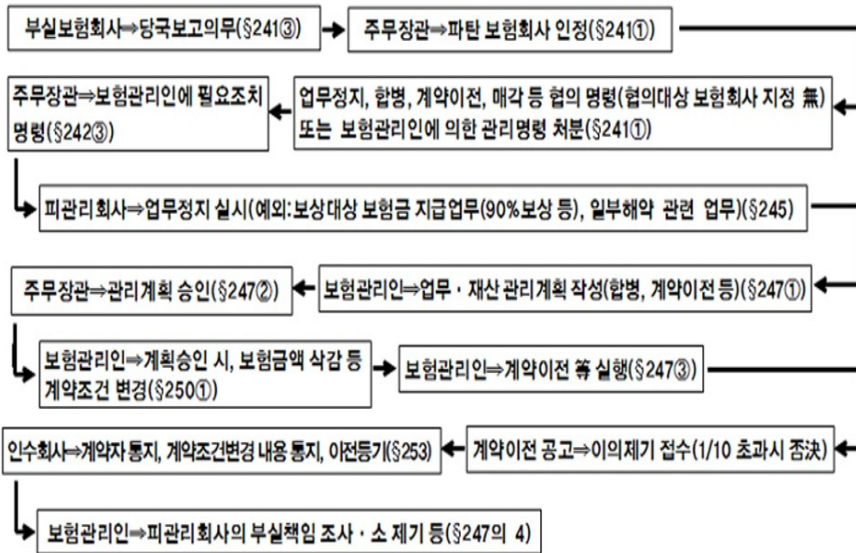 부실보험회사⇒당국보고의무(§241③)
주무장관⇒파탄 보험회사 인정(§241①)
업무정지, 합병, 계약이전, 매각 등 협의 명령(협의대상 보험회사 지정 無)
또는 보험관리인에 의한 관리명령 처분(§241①)
주무장관⇒보험관리인에 필요조치
명령(§242③)
피관리회사⇒업무정지 실시(예외:보상대상 보험금 지급업무(90%보상 등), 일부해약 관련 업무)(§245)
보험관리인⇒업무·재산 관리계획 작성(합병, 계약이전 등)(§247①)
주무장관⇒관리계획 승인(§247②)
보험관리인⇒계획승인 시, 보험금액 삭감 등
계약조건 변경(§250①)
보험관리인⇒계약이전 等 실행(§247③)
계약이전 공고⇒이의제기 접수(1/10 초과시 否決)
인수회사⇒계약자 통지, 계약조건변경 내용 통지, 이전등기(§253)
보험관리인⇒피관리회사의 부실책임 조사·소 제기 등(§247의 4)